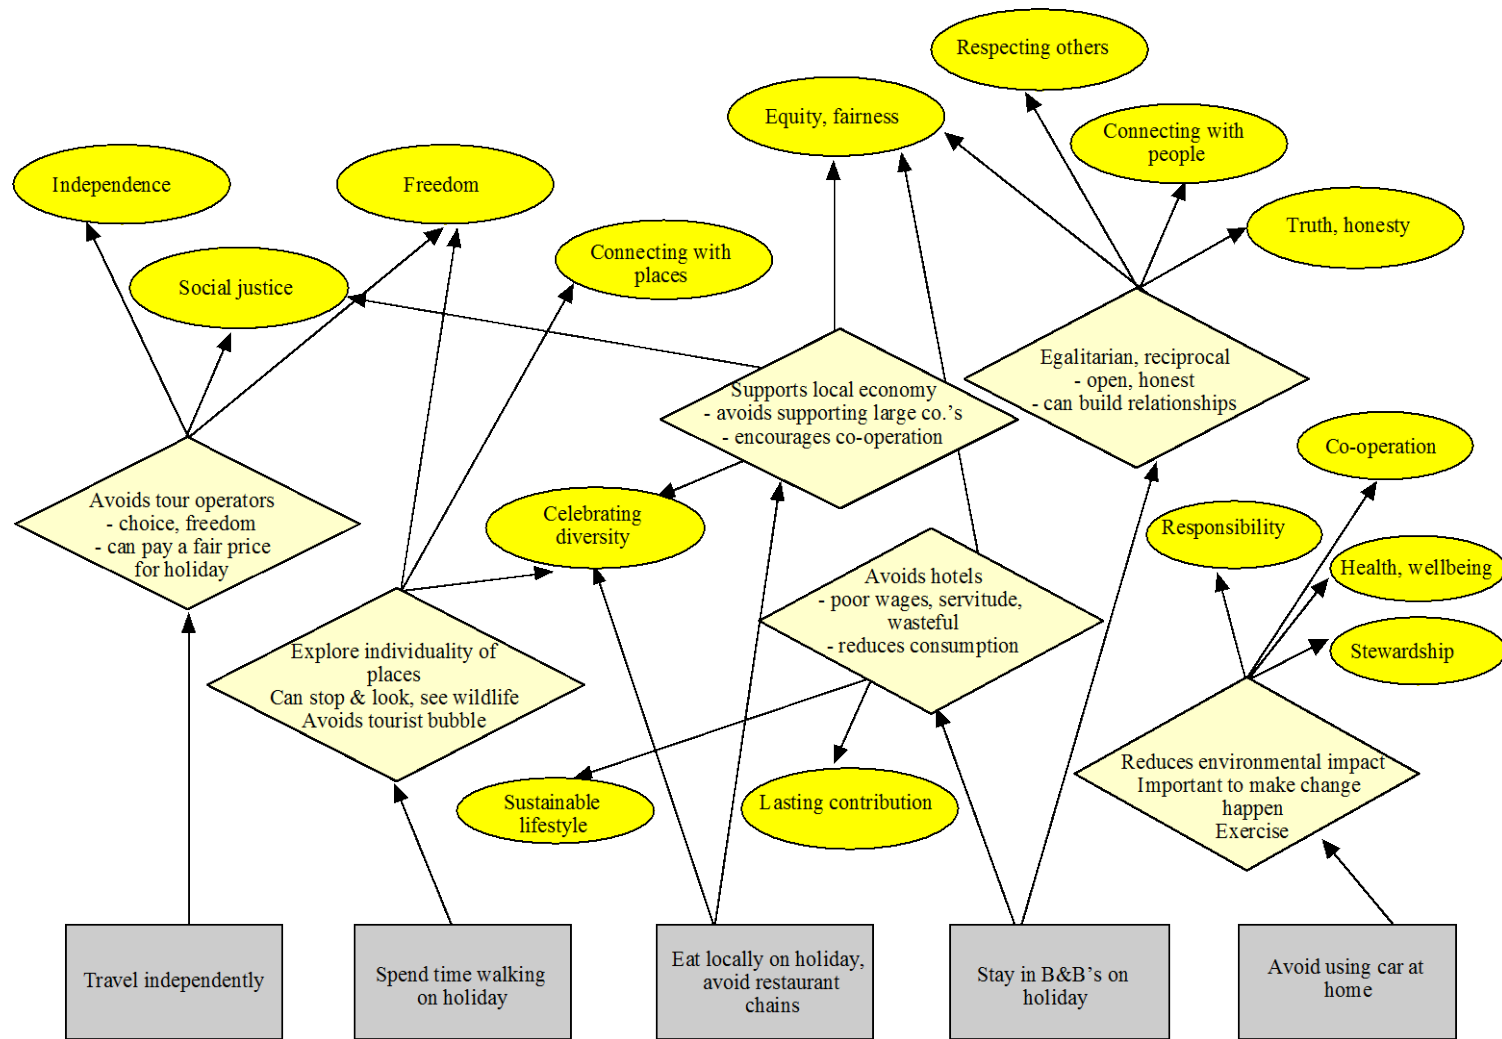 Respecting others
Equity, fairness
Connecting with
people
Independence
Freedom
Truth, honesty
Connecting with
places
Social justice
Egalitarian, reciprocal
- open, honest
- can build relationships
Supports local economy
- avoids supporting large co.’s
- encourages co-operation
Co-operation
Avoids tour operators
- choice, freedom
- can pay a fair price
for holiday
Celebrating
diversity
Responsibility
Health, wellbeing
Avoids hotels
- poor wages, servitude,
wasteful
- reduces consumption
Stewardship
Explore individuality of
places
Can stop & look, see wildlife
Avoids tourist bubble
Sustainable
lifestyle
Lasting contribution
Reduces environmental impact
Important to make change
happen
Exercise
Travel independently
Spend time walking
on holiday
Eat locally on holiday,
avoid restaurant
chains
Stay in B&B’s on
holiday
Avoid using car at
home